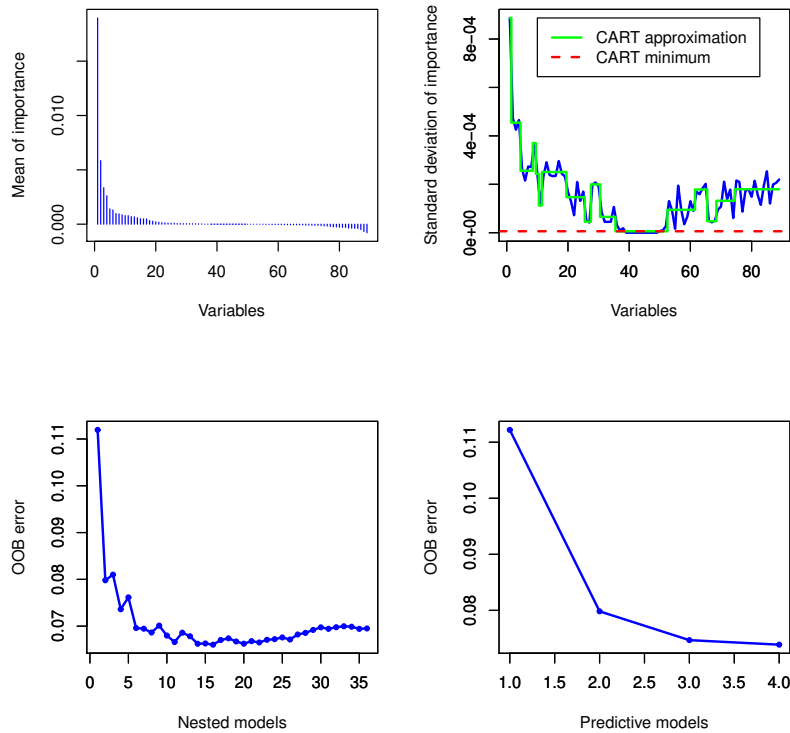 Mean of importance
0.000
0.010
0
20
40
60
80
Variables
Standard deviation of importance
0e+00
4e-04
8e-04
CART approximation
CART minimum
0
20
40
60
80
Variables
OOB error
0.07
0.08
0.09
0.10
0.11
0
5
10
15
20
25
30
35
Nested models
OOB error
0.08
0.09
0.10
0.11
1.0
1.5
2.0
2.5
3.0
3.5
4.0
Predictive models